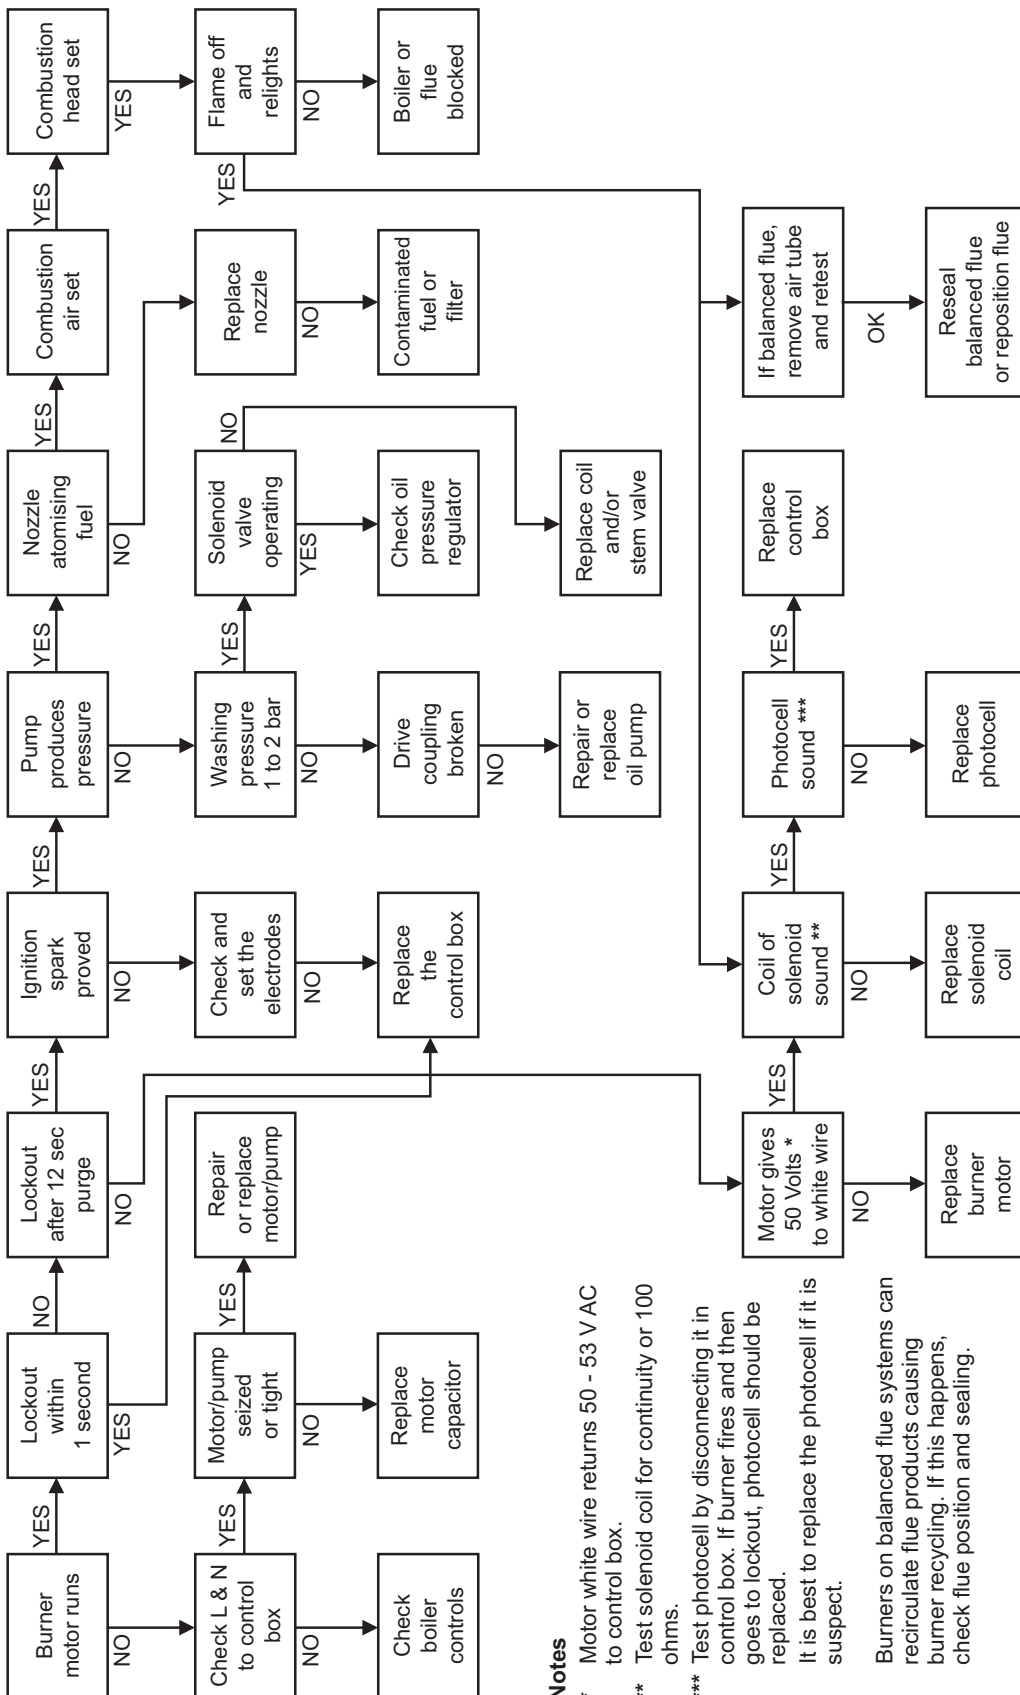 Burner
motor runs
YES
Lockout
within
1 second
NO
Lockout
after 12 sec
purge
YES
Ignition
spark
proved
YES
Pump
produces
pressure
YES
Nozzle
atomising
fuel
YES
Combustion
air set
YES
Combustion
head set
NO
YES
NO
NO
NO
NO
YES
Check L & N
to control
box
YES
Motor/pump
seized
or tight
YES
Repair
or replace
motor/pump
Check and
set the
electrodes
Washing
pressure
1 to 2 bar
YES
Solenoid
valve
operating
NO
Replace
nozzle
YES
Flame off
and
relights
NO
NO
NO
NO
YES
NO
NO
Check
boiler
controls
Replace
motor
capacitor
Replace
the
control box
Drive
coupling
broken
Check oil
pressure
regulator
Contaminated
fuel or
filter
Boiler or
flue
blocked
NO
Repair or
replace
oil pump
Replace coil
and/or
stem valve
Motor gives
50 Volts *
to white wire
YES
Coil of
solenoid
sound **
YES
Photocell
sound ***
YES
Replace
control
box
If balanced flue,
remove air tube
and retest
NO
NO
NO
OK
Replace
burner
motor
Replace
solenoid
coil
Replace
photocell
Reseal
balanced flue
or reposition flue
Notes
* Motor white wire returns 50 - 53 V AC
to control box.
** Test solenoid coil for continuity or 100
ohms.
*** Test photocell by disconnecting it in
control box. If burner fires and then
goes to lockout, photocell should be
replaced.
It is best to replace the photocell if it is
suspect.
Burners on balanced flue systems can
recirculate flue products causing
burner recycling. If this happens,
check flue position and sealing.